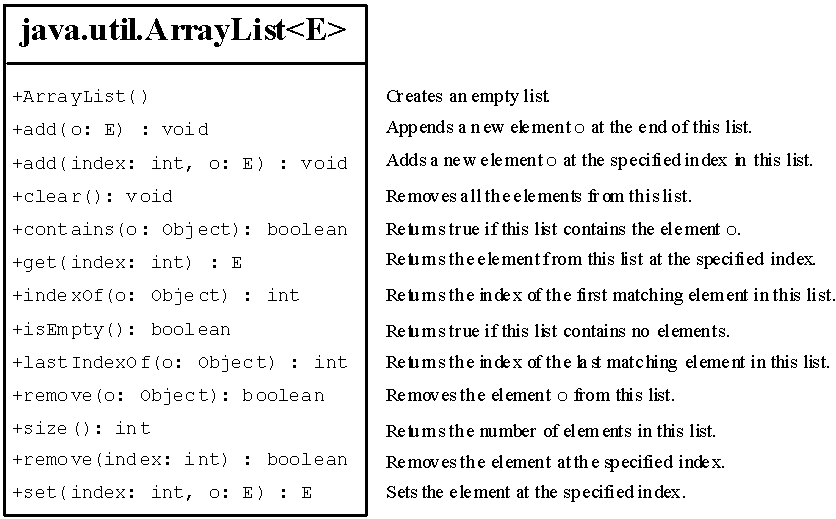 java.util.ArrayList<E>
+ArrayList() Creates an empty list.
+add(o: E) : void Appends a new element o at the end of this list.
+add(index: int, o: E) : void Adds a new element o at the specified index in this list.
+clear(): void Removes all the elements from this list.
+contains(o: Object): boolean Returns true if this list contains the element o.
+get(index: int) : E Returns the element from this list at the specified index.
+indexOf(o: Object) : int Returns the index of the first matching element in this list.
+isEmpty(): boolean Returns true if this list contains no elements.
+lastIndexOf(o: Object) : int Returns the index of the last matching element in this list.
+remove(o: Object): boolean Removes the element o from this list.
+size(): int Returns the number of elements in this list.
+remove(index: int) : boolean Removes the element at the specified index.
+set(index: int, o: E) : E Sets the element at the specified index.